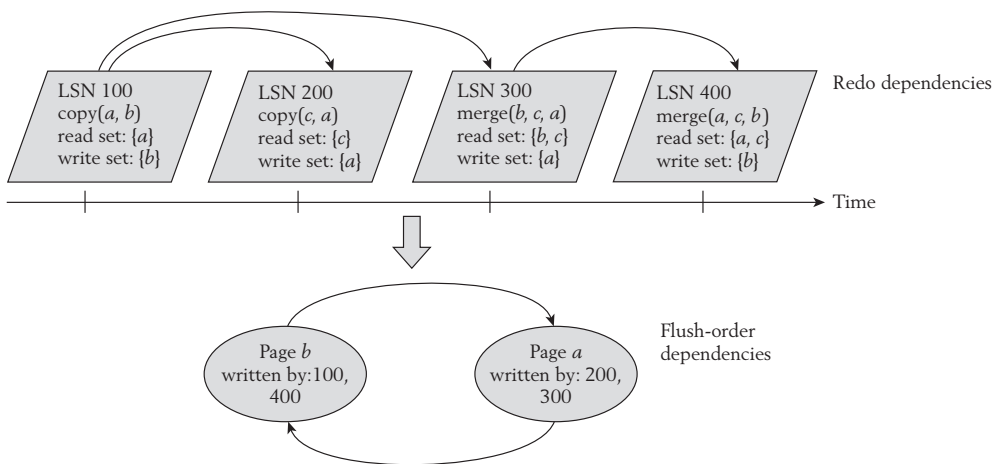 LSN 100
copy(a, b)
read set: {a}
write set: {b}
LSN 200
copy(c, a)
read set: {c}
write set: {a}
LSN 300
merge(b, c, a)
read set: {b, c}
write set: {a}
LSN 400
merge(a, c, b)
read set: {a, c}
write set: {b}
Redo dependencies
Time
Page b
written by:100,
400
Page a
written by: 200,
300
Flush-order
dependencies